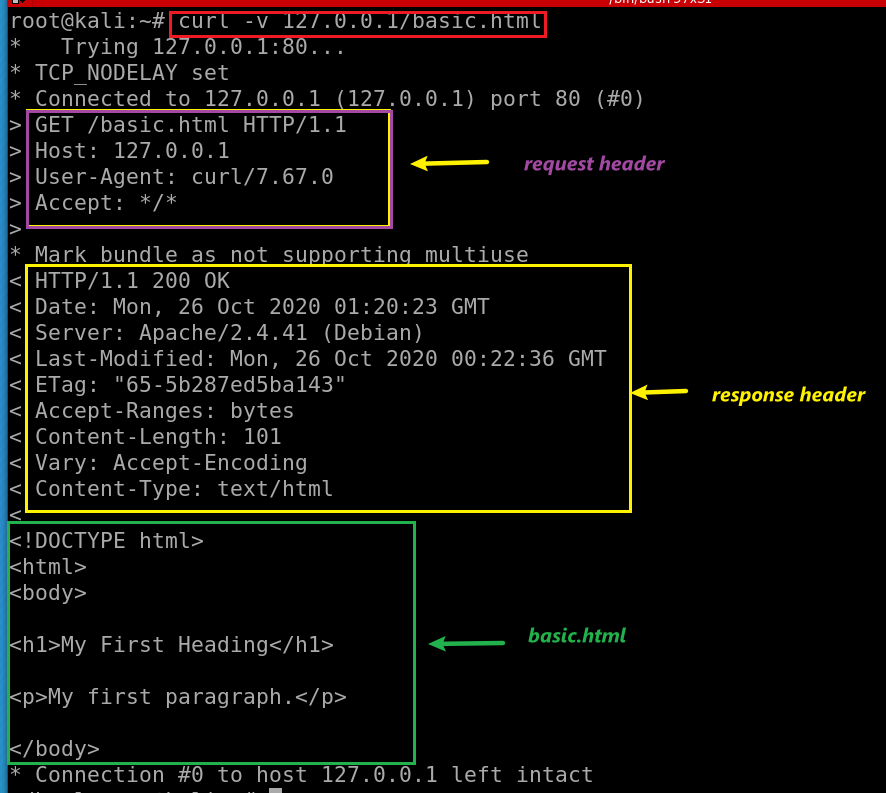 root@kali:~# curl -v 127.0.0.1/basic.html
*   Trying 127.0.0.1:80...
* TCP_NODELAY set
* Connected to 127.0.0.1 (127.0.0.1) port 80 (#0)
> GET /basic.html HTTP/1.1
> Host: 127.0.0.1
request header
> User-Agent: curl/7.67.0
> Accept: */*
>
* Mark bundle as not supporting multiuse
< HTTP/1.1 200 OK
< Date: Mon, 26 Oct 2020 01:20:23 GMT
< Server: Apache/2.4.41 (Debian)
< Last-Modified: Mon, 26 Oct 2020 00:22:36 GMT
< ETag: "65-5b287ed5ba143"
response header
< Accept-Ranges: bytes
< Content-Length: 101
< Vary: Accept-Encoding
< Content-Type: text/html
<
<!DOCTYPE html>
<html>
<body>
<h1>My First Heading</h1>
basic.html
<p>My first paragraph.</p>
</body>
* Connection #0 to host 127.0.0.1 left intact